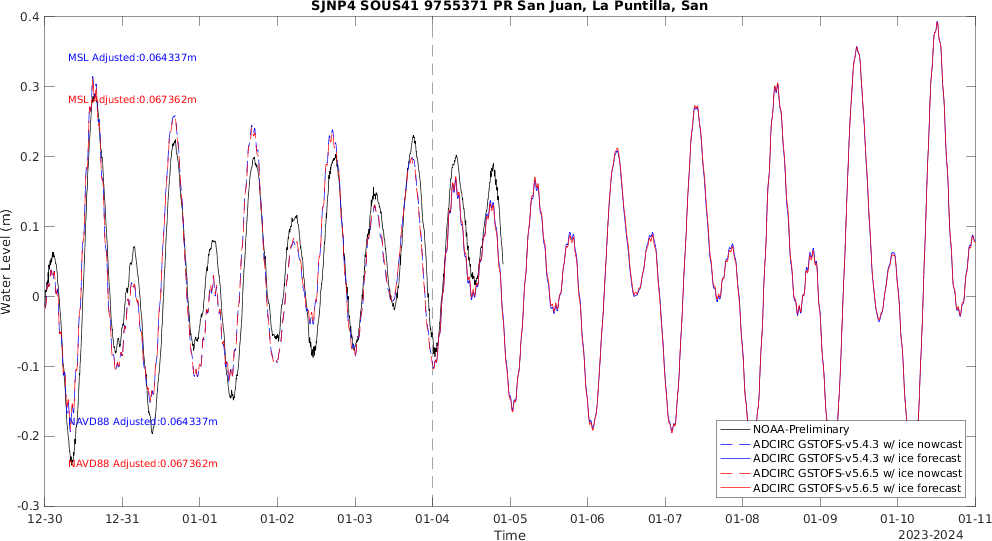 SJNP4 SOUS41 9755371 PR San Juan, La Puntilla, San
Water Level (m)
0.4
0.3
0.2
0.1
0
-0.1
-0.2
-0.3
MSL Adjusted:0.064337m
MSL Adjusted:0.067362m
NAVD88 Adjusted:0.064337m
NAVD88 Adjusted:0.067362m
NOAA-Preliminary
ADCIRC GSTOFS-v5.4.3 w/ ice nowcast
ADCIRC GSTOFS-v5.4.3 w/ ice forecast
ADCIRC GSTOFS-v5.6.5 w/ ice nowcast
ADCIRC GSTOFS-v5.6.5 w/ ice forecast
12-30 12-31 01-01 01-02 01-03 01-04 01-05 01-06 01-07 01-08 01-09 01-10 01-11
Time
2023-2024